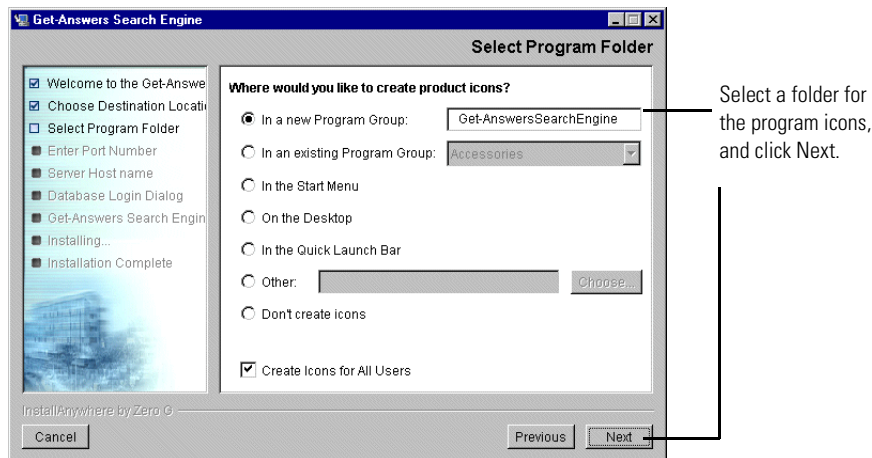 Get-Answers Search Engine
Select Program Folder
Welcome to the Get-Answe
Choose Destination Locati
Select Program Folder
Enter Port Number
Server Host name
Database Login Dialog
Get-Answers Search Engin
Installing...
Installation Complete
Where would you like to create product icons?
In a new Program Group: Get-AnswersSearchEngine
In an existing Program Group: Accessories
In the Start Menu
On the Desktop
In the Quick Launch Bar
Other: Choose...
Don't create icons
Create Icons for All Users
InstallAnywhere by Zero G
Cancel Previous Next
Select a folder for
the program icons,
and click Next.